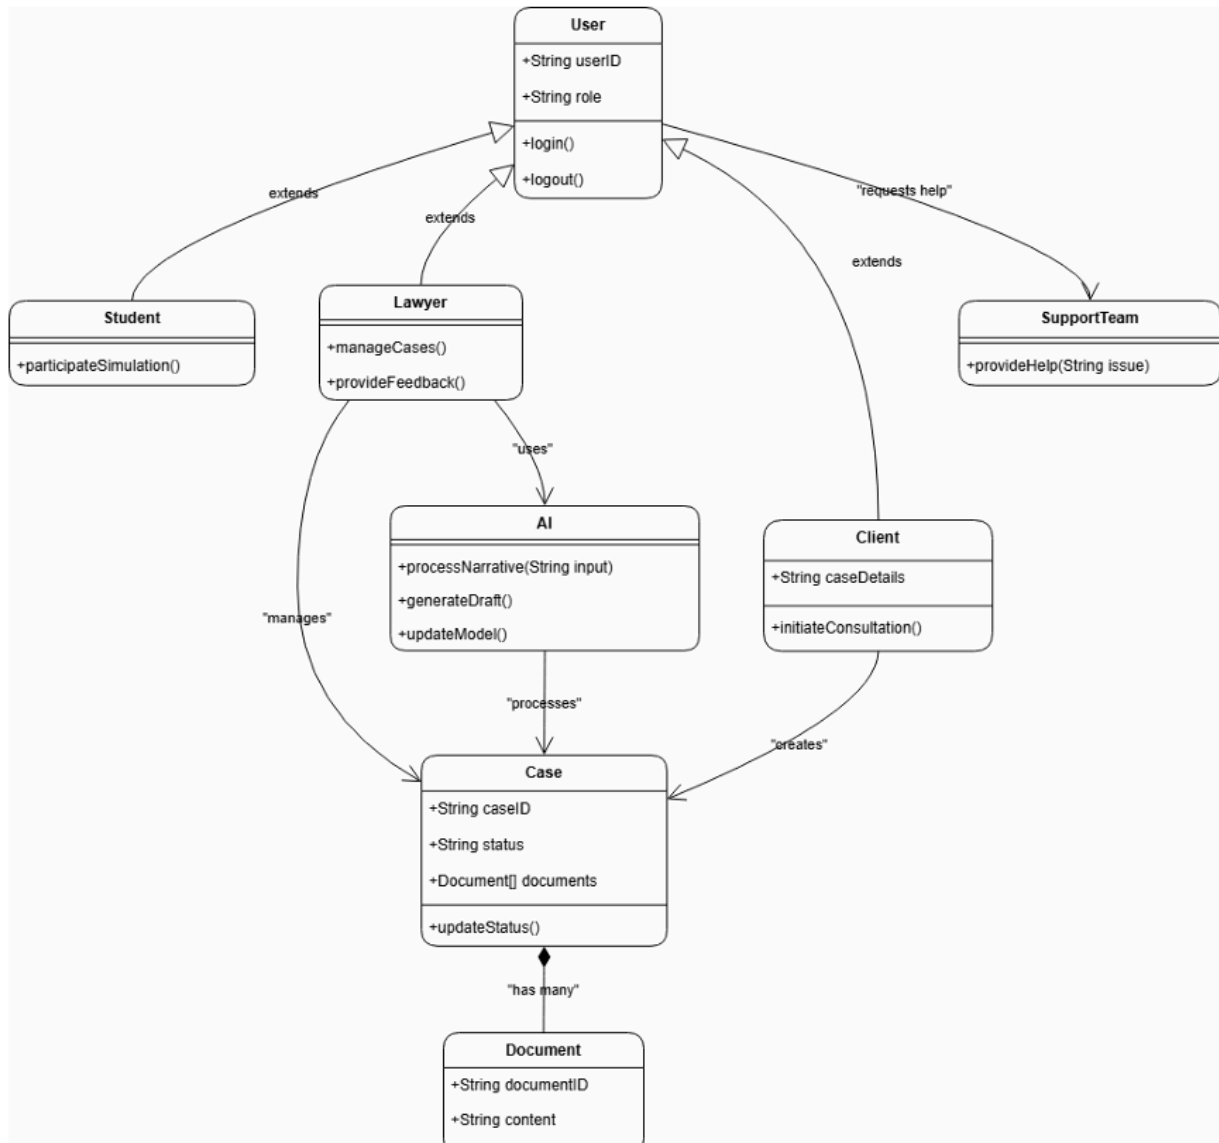 User
+String userID
+String role
+login()
+logout()
extends
extends
"requests help"
extends
Student
+participateSimulation()
Lawyer
+manageCases()
+provideFeedback()
SupportTeam
+provideHelp(String issue)
"uses"
AI
+processNarrative(String input)
+generateDraft()
+updateModel()
Client
+String caseDetails
+initiateConsultation()
"manages"
"processes"
"creates"
Case
+String caseID
+String status
+Document[] documents
+updateStatus()
"has many"
Document
+String documentID
+String content